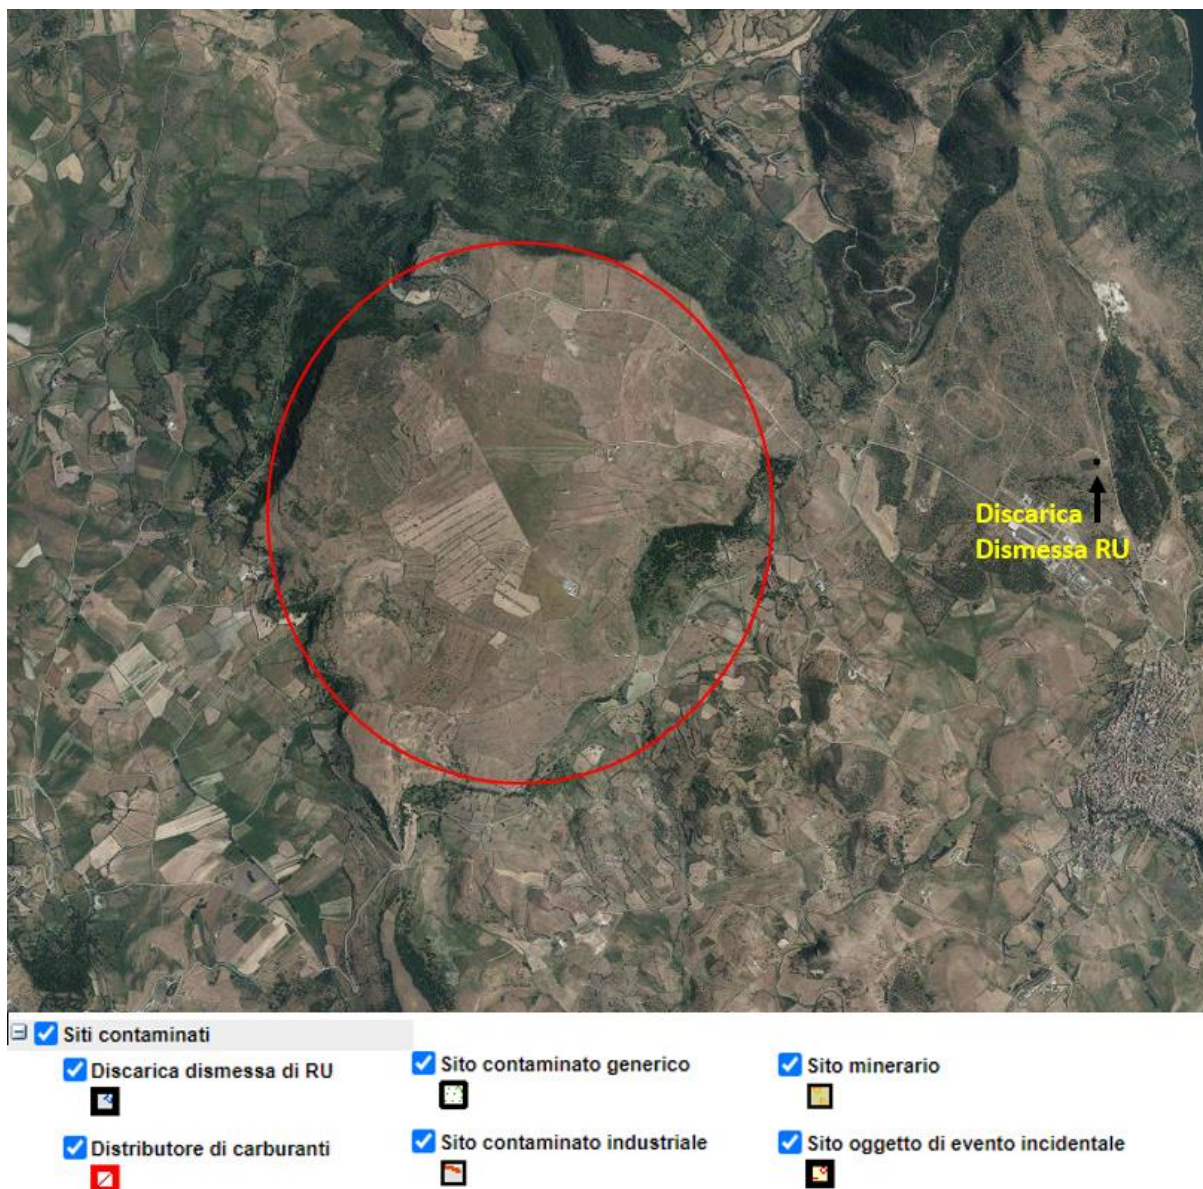 Discarica
Dismessa RU
Siti contaminati
Discarica dismessa di RU
Sito contaminato generico
Sito minerario
Distributore di carburanti
Sito contaminato industriale
Sito oggetto di evento incidentale